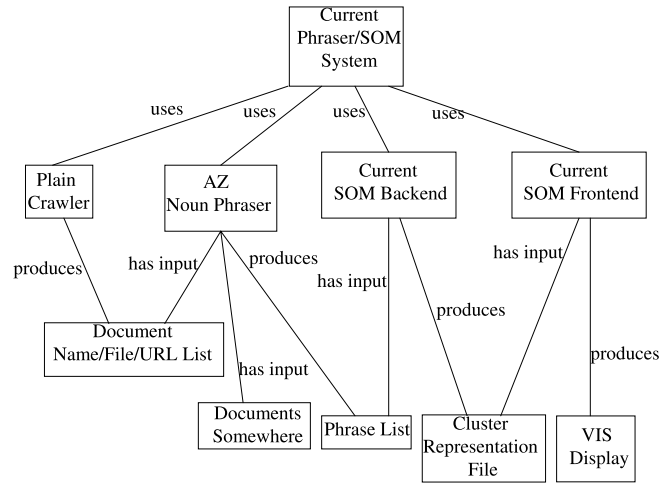 Current
Phraser/SOM
System
uses
uses
uses
uses
Plain
Crawler
AZ
Noun Phraser
Current
SOM Backend
Current
SOM Frontend
produces
has input
produces
has input
has input
produces
produces
Document
Name/File/URL List
has input
Documents
Somewhere
Phrase List
Cluster
Representation
File
VIS
Display